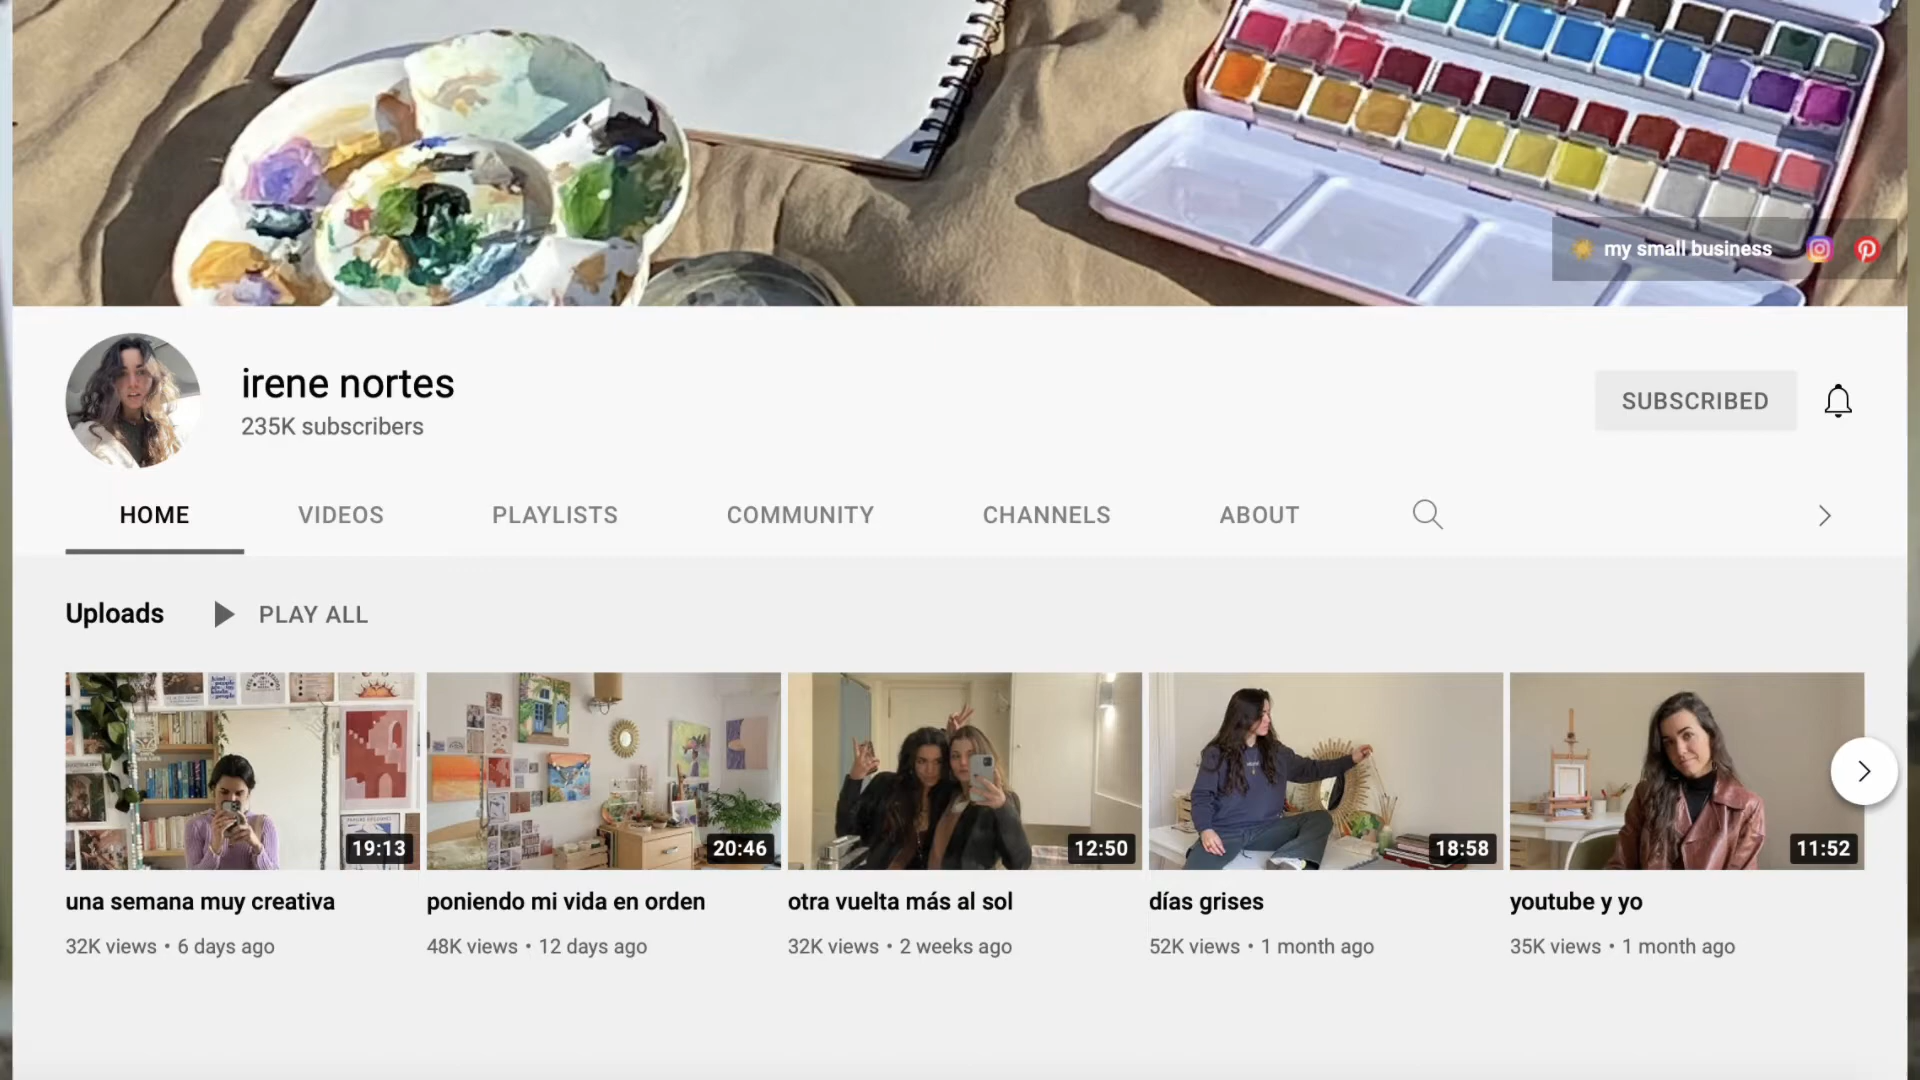 my small business
irene nortes
235K subscribers
SUBSCRIBED
HOME
VIDEOS
PLAYLISTS
COMMUNITY
CHANNELS
ABOUT
Uploads
PLAY ALL
19:13
20:46
12:50
18:58
11:52
una semana muy creativa
32K views • 6 days ago
poniendo mi vida en orden
48K views • 12 days ago
otra vuelta más al sol
32K views • 2 weeks ago
días grises
52K views • 1 month ago
youtube y yo
35K views • 1 month ago